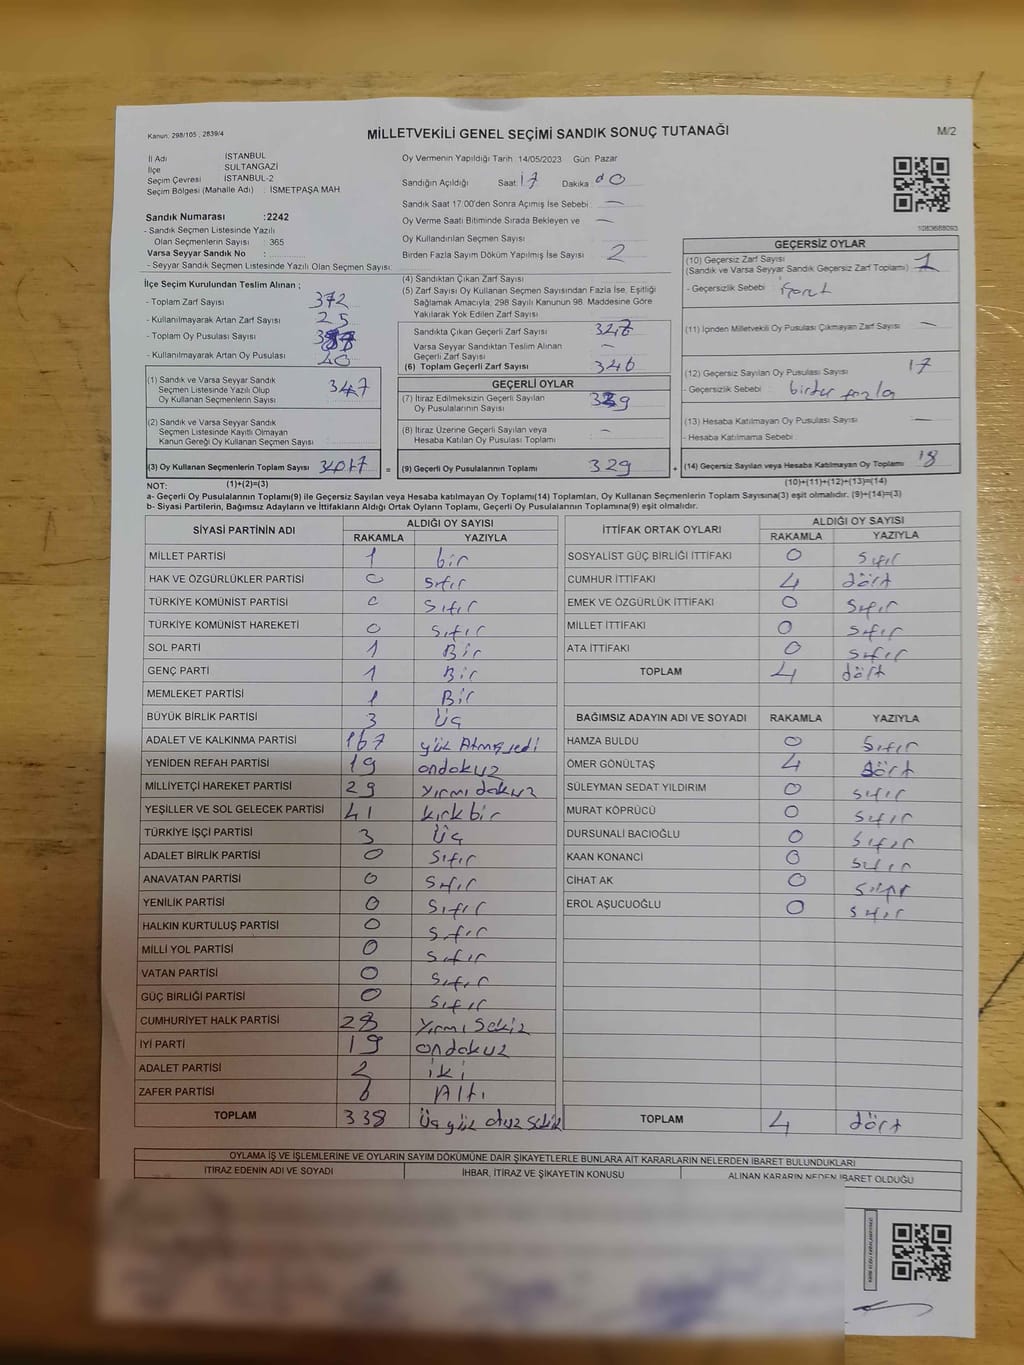 Kanun: 298/105 , 2839/4
MİLLETVEKİLİ GENEL SEÇİMİ SANDIK SONUÇ TUTANAĞI
M/2
İl Adı İSTANBUL
İlçe SULTANGAZİ
Seçim Çevresi İSTANBUL-2
Seçim Bölgesi (Mahalle Adı) : İSMETPAŞA MAH
Sandık Numarası :2242
- Sandık Seçmen Listesinde Yazılı
Olan Seçmenlerin Sayısı : 365
Varsa Seyyar Sandık No :
- Seyyar Sandık Seçmen Listesinde Yazılı Olan Seçmen Sayısı:
Oy Vermenin Yapıldığı Tarih 14/05/2023 Gün Pazar
Sandığın Açıldığı Saat 17 Dakika 00
Sandık Saat 17:00'den Sonra Açımış İse Sebebi —
Oy Verme Saati Bitiminde Sırada Bekleyen ve —
Oy Kullandırılan Seçmen Sayısı
Birden Fazla Sayım Döküm Yapılmış İse Sayısı 2
1083688093
İlçe Seçim Kurulundan Teslim Alınan ;
- Toplam Zarf Sayısı 372
- Kullanılmayarak Artan Zarf Sayısı 25
- Toplam Oy Pusulası Sayısı
- Kullanılmayarak Artan Oy Pusulası 20
(1) Sandık ve Varsa Seyyar Sandık
Seçmen Listesinde Yazılı Olup
Oy Kullanan Seçmenlerin Sayısı 347
(2) Sandık ve Varsa Seyyar Sandık
Seçmen Listesinde Kayıtlı Olmayan
Kanun Gereği Oy Kullanan Seçmen Sayısı
(3) Oy Kullanan Seçmenlerin Toplam Sayısı
(1)+(2)=(3)
(4) Sandıktan Çıkan Zarf Sayısı
(5) Zarf Sayısı Oy Kullanan Seçmen Sayısından Fazla İse, Eşitliği
Sağlamak Amacıyla, 298 Sayılı Kanunun 98. Maddesine Göre
Yakılarak Yok Edilen Zarf Sayısı
Sandıkta Çıkan Geçerli Zarf Sayısı 347
Varsa Seyyar Sandıktan Teslim Alınan —
Geçerli Zarf Sayısı
(6) Toplam Geçerli Zarf Sayısı 346
GEÇERLİ OYLAR
(7) İtiraz Edilmeksizin Geçerli Sayılan
Oy Pusulalarının Sayısı 329
(8) İtiraz Üzerine Geçerli Sayılan veya
Hesaba Katılan Oy Pusulası Toplamı —
= (9) Geçerli Oy Pusulalarının Toplamı 329
GEÇERSİZ OYLAR
(10) Geçersiz Zarf Sayısı
(Sandık ve Varsa Seyyar Sandık Geçersiz Zarf Toplamı) 1
- Geçersizlik Sebebi
(11) İçinden Milletvekili Oy Pusulası Çıkmayan Zarf Sayısı —
(12) Geçersiz Sayılan Oy Pusulası Sayısı 17
- Geçersizlik Sebebi : birden fazla
(13) Hesaba Katılmayan Oy Pusulası Sayısı —
- Hesaba Katılmama Sebebi
+ (14) Geçersiz Sayılan veya Hesaba Katılmayan Oy Toplamı 18
(10)+(11)+(12)+(13)=(14)
NOT:
a- Geçerli Oy Pusulalarının Toplamı(9) ile Geçersiz Sayılan veya Hesaba katılmayan Oy Toplamı(14) Toplamları, Oy Kullanan Seçmenlerin Toplam Sayısına(3) eşit olmalıdır. (9)+(14)=(3)
b- Siyasi Partilerin, Bağımsız Adayların ve İttifakların Aldığı Ortak Oyların Toplamı, Geçerli Oy Pusulalarının Toplamına(9) eşit olmalıdır.
SİYASİ PARTİNİN ADI ALDIĞI OY SAYISI
RAKAMLA YAZIYLA
MİLLET PARTİSİ 1 bir
HAK VE ÖZGÜRLÜKLER PARTİSİ 0 Sıfır
TÜRKİYE KOMÜNİST PARTİSİ 0 Sıfır
TÜRKİYE KOMÜNİST HAREKETİ 0 Sıfır
SOL PARTİ 1 Bir
GENÇ PARTİ 1 Bir
MEMLEKET PARTİSİ 1 Bir
BÜYÜK BİRLİK PARTİSİ 3 Üç
ADALET VE KALKINMA PARTİSİ 167 yüz Atmışyedi
YENİDEN REFAH PARTİSİ 19 ondokuz
MİLLİYETÇİ HAREKET PARTİSİ 29 yırmıdokuz
YEŞİLLER VE SOL GELECEK PARTİSİ 41 kırkbir
TÜRKİYE İŞÇİ PARTİSİ 3 Üç
ADALET BİRLİK PARTİSİ 0 Sıfır
ANAVATAN PARTİSİ 0 Sıfır
YENİLİK PARTİSİ 0 Sıfır
HALKIN KURTULUŞ PARTİSİ 0 Sıfır
MİLLİ YOL PARTİSİ 0 Sıfır
VATAN PARTİSİ 0 Sıfır
GÜÇ BİRLİĞİ PARTİSİ 0 Sıfır
CUMHURİYET HALK PARTİSİ 28 Yırmı Sekiz
İYİ PARTİ 19 ondokuz
ADALET PARTİSİ 2 iki
ZAFER PARTİSİ 6 Altı
TOPLAM 338 Üç yüz otuz sekiz
İTTİFAK ORTAK OYLARI ALDIĞI OY SAYISI
RAKAMLA YAZIYLA
SOSYALİST GÜÇ BİRLİĞİ İTTİFAKI 0 Sıfır
CUMHUR İTTİFAKI 4 dört
EMEK VE ÖZGÜRLÜK İTTİFAKI 0 Sıfır
MİLLET İTTİFAKI 0 Sıfır
ATA İTTİFAKI 0 Sıfır
TOPLAM 4 dört
BAĞIMSIZ ADAYIN ADI VE SOYADI RAKAMLA YAZIYLA
HAMZA BULDU 0 Sıfır
ÖMER GÖNÜLTAŞ 4 dört
SÜLEYMAN SEDAT YILDIRIM 0 Sıfır
MURAT KÖPRÜCÜ 0 Sıfır
DURSUNALİ BACIOĞLU 0 Sıfır
KAAN KONANCİ 0 Sıfır
CİHAT AK 0 Sıfır
EROL AŞUCUOĞLU 0 Sıfır
TOPLAM 4 dört
OYLAMA İŞ VE İŞLEMLERİNE VE OYLARIN SAYIM DÖKÜMÜNE DAİR ŞİKAYETLERLE BUNLARA AİT KARARLARIN NELERDEN İBARET BULUNDUKLARI
İTİRAZ EDENİN ADI VE SOYADI İHBAR, İTİRAZ VE ŞİKAYETİN KONUSU ALINAN KARARIN NEDEN İBARET OLDUĞU